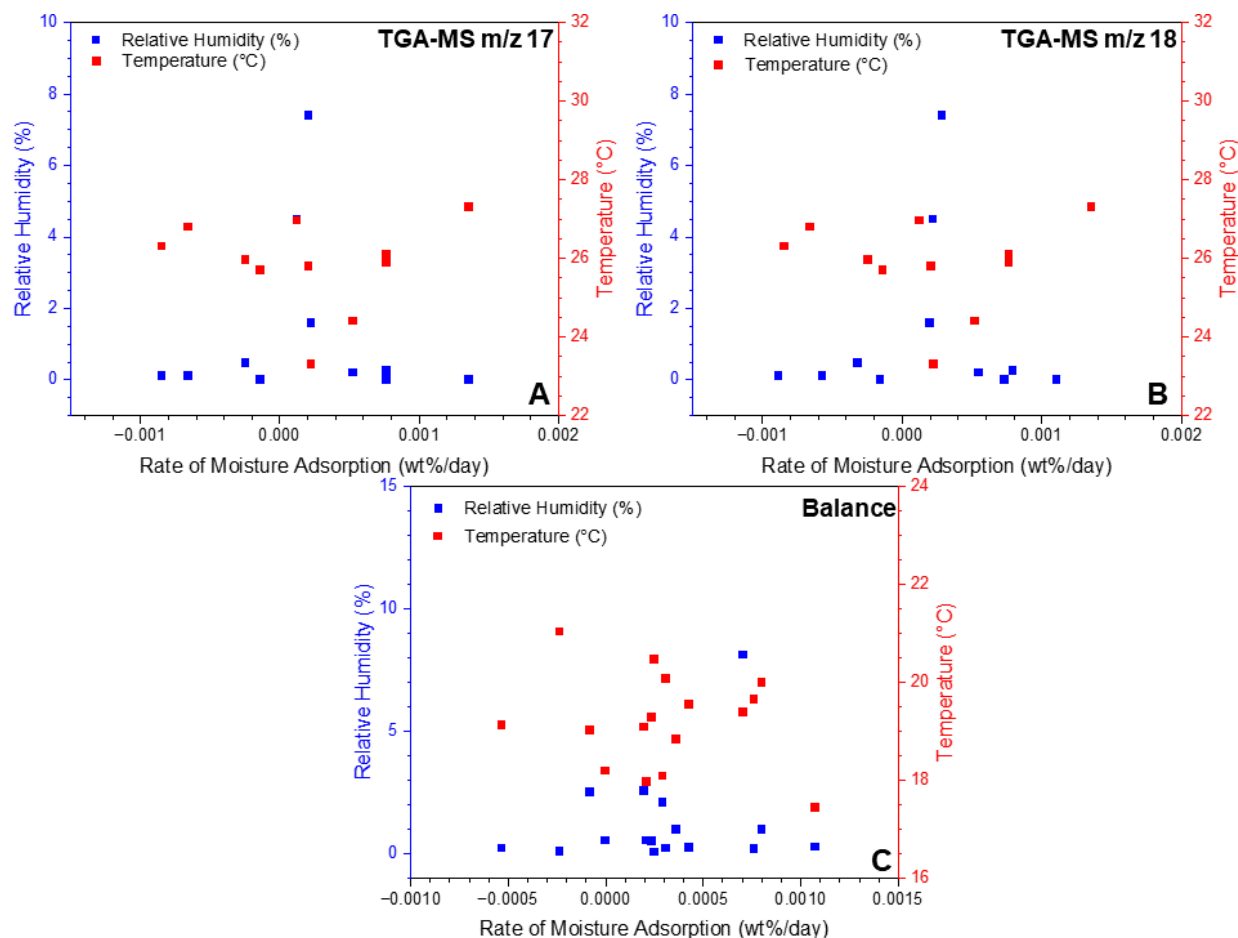 TGA-MS m/z 17
Relative Humidity (%)
Temperature (°C)
10
8
6
4
2
0
32
30
28
26
24
22
Relative Humidity (%)
Temperature (°C)
A
−0.001
0.000
0.001
0.002
Rate of Moisture Adsorption (wt%/day)
TGA-MS m/z 18
Relative Humidity (%)
Temperature (°C)
10
8
6
4
2
0
32
30
28
26
24
22
Relative Humidity (%)
Temperature (°C)
B
−0.001
0.000
0.001
0.002
Rate of Moisture Adsorption (wt%/day)
Balance
Relative Humidity (%)
Temperature (°C)
15
10
5
0
24
22
20
18
16
Relative Humidity (%)
Temperature (°C)
C
−0.0010
−0.0005
0.0000
0.0005
0.0010
0.0015
Rate of Moisture Adsorption (wt%/day)